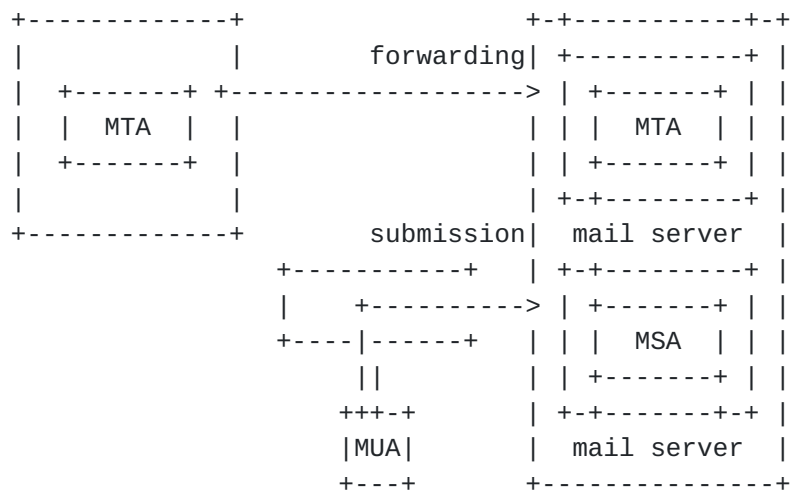 forwarding
MTA MTA
submission mail server
MSA
MUA mail server